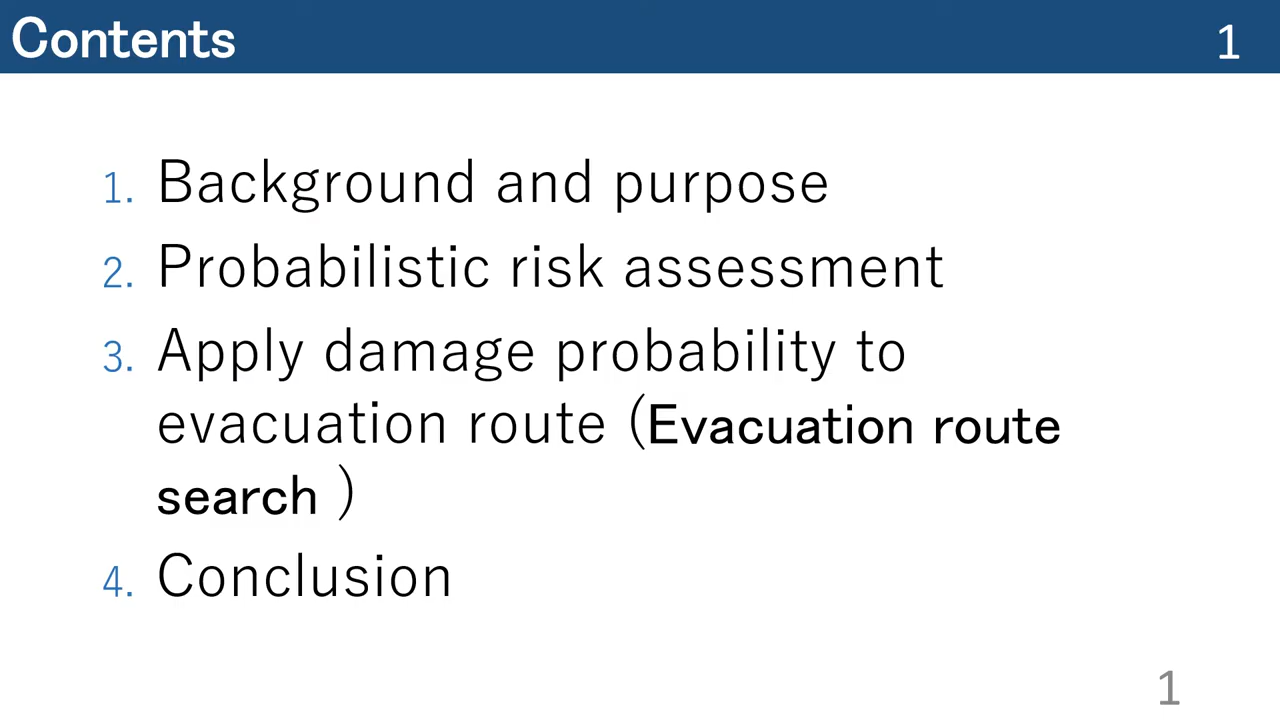 Contents 1
1. Background and purpose
2. Probabilistic risk assessment
3. Apply damage probability to
evacuation route (Evacuation route
search )
4. Conclusion
1